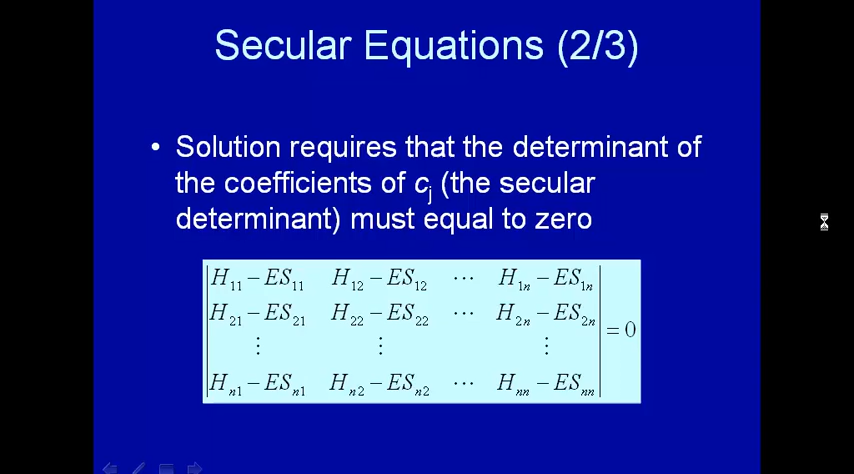 Secular Equations (2/3)
• Solution requires that the determinant of
the coefficients of cj (the secular
determinant) must equal to zero
H11 − ES11 H12 − ES12 ⋯ H1n − ES1n
H21 − ES21 H22 − ES22 ⋯ H2n − ES2n
⋮ ⋮ ⋮
Hn1 − ESn1 Hn2 − ESn2 ⋯ Hnn − ESnn
= 0